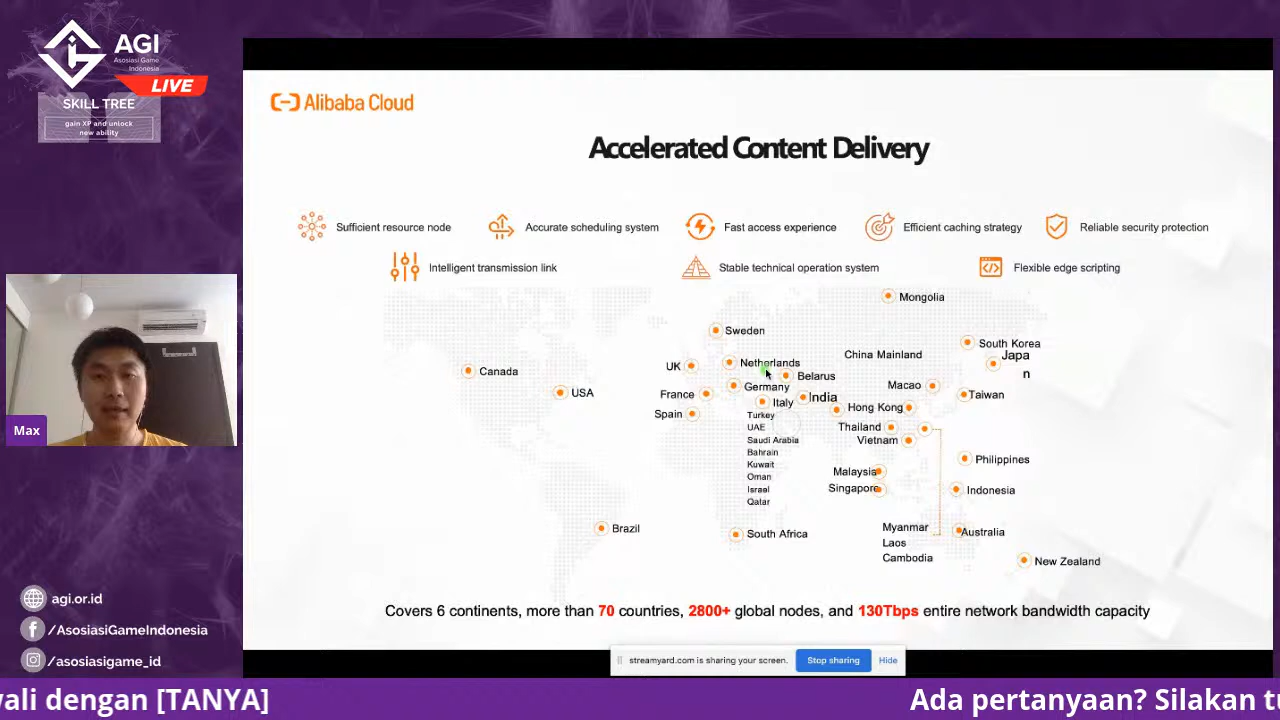 AGI
Asosiasi Game
Indonesia
LIVE
SKILL TREE
gain XP and unlock
new ability
Alibaba Cloud
Accelerated Content Delivery
Sufficient resource node
Accurate scheduling system
Fast access experience
Efficient caching strategy
Reliable security protection
Intelligent transmission link
Stable technical operation system
Flexible edge scripting
Mongolia
Sweden
South Korea
China Mainland
Japa
n
Netherlands
UK
Canada
Belarus
Macao
Germany
USA
France
Italy
India
Taiwan
Hong Kong
Spain
Turkey
UAE
Thailand
Saudi Arabia
Vietnam
Bahrain
Kuwait
Philippines
Malaysia
Oman
Singapore
Israel
Indonesia
Qatar
Brazil
South Africa
Myanmar
Laos
Cambodia
Australia
New Zealand
Max
Covers 6 continents, more than 70 countries, 2800+ global nodes, and 130Tbps entire network bandwidth capacity
agi.or.id
/AsosiasiGameIndonesia
/asosiasigame_id
streamyard.com is sharing your screen.
Stop sharing
Hide
wali dengan [TANYA]
Ada pertanyaan? Silakan tu